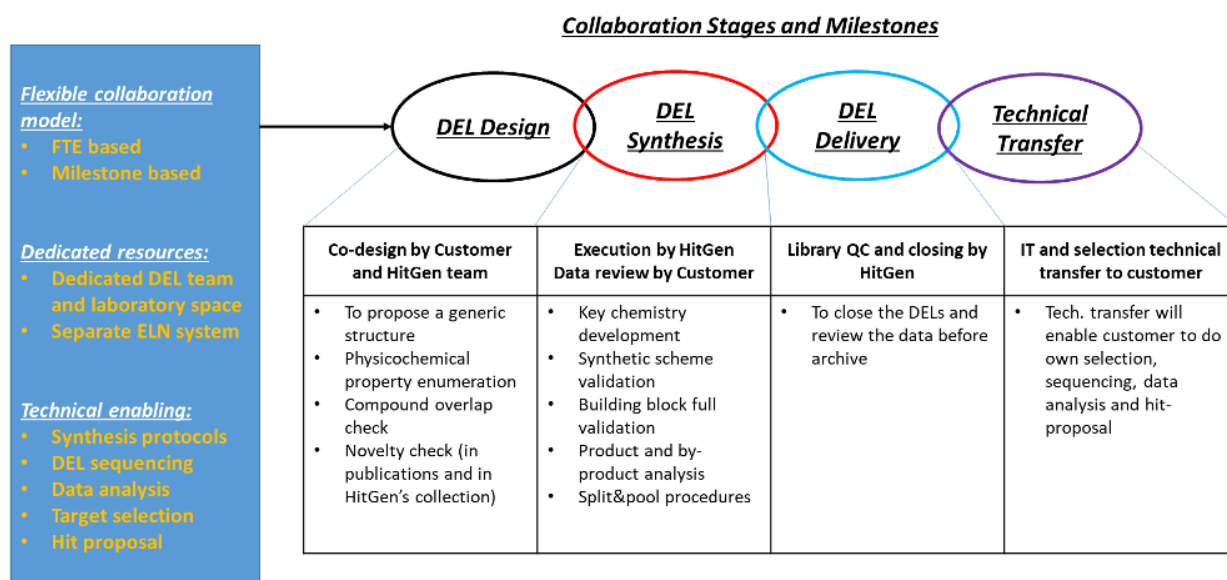 Collaboration Stages and Milestones
Flexible collaboration
model:
• FTE based
• Milestone based
Dedicated resources:
• Dedicated DEL team
and laboratory space
• Separate ELN system
Technical enabling:
• Synthesis protocols
• DEL sequencing
• Data analysis
• Target selection
• Hit proposal
DEL Design
DEL
Synthesis
DEL
Delivery
Technical
Transfer
Co-design by Customer
and HitGen team
• To propose a generic
structure
• Physicochemical
property enumeration
• Compound overlap
check
• Novelty check (in
publications and in
HitGen's collection)
Execution by HitGen
Data review by Customer
• Key chemistry
development
• Synthetic scheme
validation
• Building block full
validation
• Product and by-
product analysis
• Split&pool procedures
Library QC and closing by
HitGen
• To close the DELs and
review the data before
archive
IT and selection technical
transfer to customer
• Tech. transfer will
enable customer to do
own selection,
sequencing, data
analysis and hit-
proposal